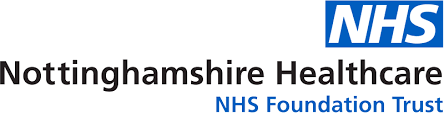 NHS
Nottinghamshire Healthcare
NHS Foundation Trust